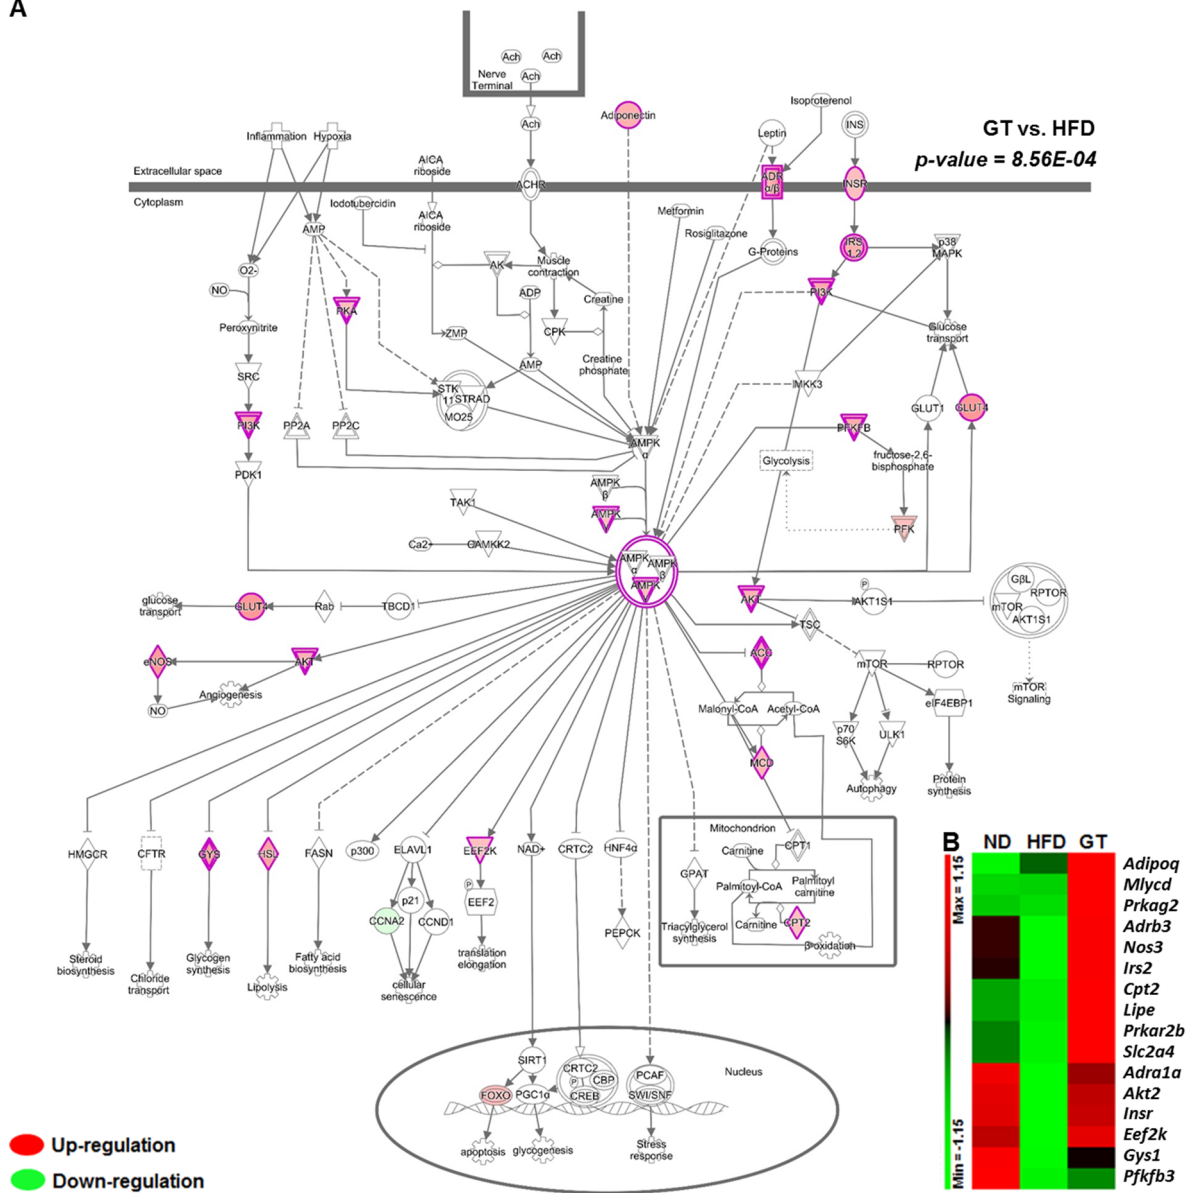 A
Ach
Ach
Ach
Nerve
Terminal
Ach
Adiponectin
Isoproterenol
Leptin
INS
GT vs. HFD
p-value = 8.56E-04
Inflammation
Hypoxia
AICA
riboside
Extracellular space
Cytoplasm
ACHR
ADR
α/β
INSR
Iodotubercidin
AICA
riboside
Metformin
Rosiglitazone
AMP
G-Proteins
IRS
1,2
p38
MAPK
O2-
AK
Muscle
contraction
NO
ADP
Creatine
PI3K
PKA
Peroxynitrite
ZMP
CPK
Glucose
transport
SRC
AMP
Creatine
phosphate
STK
11
STRAD
MO25
MKK3
GLUT1
GLUT4
PI3K
PP2A
PP2C
PFKFB
AMPK
α
PDK1
Glycolysis
fructose-2,6-
bisphosphate
AMPK
β
TAK1
AMPK
γ
PFK
Ca2+
CAMKK2
AMPK
α
AMPK
β
AMPK
glucose
transport
GLUT4
Rab
TBCD1
AKT
P
AKT1S1
GβL
RPTOR
mTOR
AKT1S1
TSC
eNOS
AKT
ACC
mTOR
RPTOR
mTOR
Signaling
Angiogenesis
NO
Malonyl-CoA
Acetyl-CoA
eIF4EBP1
p70
S6K
ULK1
MCD
Autophagy
Protein
synthesis
HMGCR
CFTR
GYS
HSL
FASN
p300
ELAVL1
EEF2K
NAD+
CRTC2
HNF4α
Mitochondrion
Carnitine
CPT1
GPAT
Palmitoyl-CoA
Palmitoyl
carnitine
P
EEF2
p21
CCNA2
CCND1
Carnitine
CPT2
PEPCK
Triacylglycerol
synthesis
β-oxidation
Steroid
biosynthesis
Chloride
transport
Glycogen
synthesis
Lipolysis
Fatty acid
biosynthesis
cellular
senescence
translation
elongation
SIRT1
CRTC2
P
CBP
CREB
PCAF
SWI/SNF
Nucleus
FOXO
PGC1α
apoptosis
glycogenesis
Stress
response
Up-regulation
Down-regulation
B
ND HFD GT
Max = 1.15
Min = -1.15
Adipoq
Mlycd
Prkag2
Adrb3
Nos3
Irs2
Cpt2
Lipe
Prkar2b
Slc2a4
Adra1a
Akt2
Insr
Eef2k
Gys1
Pfkfb3